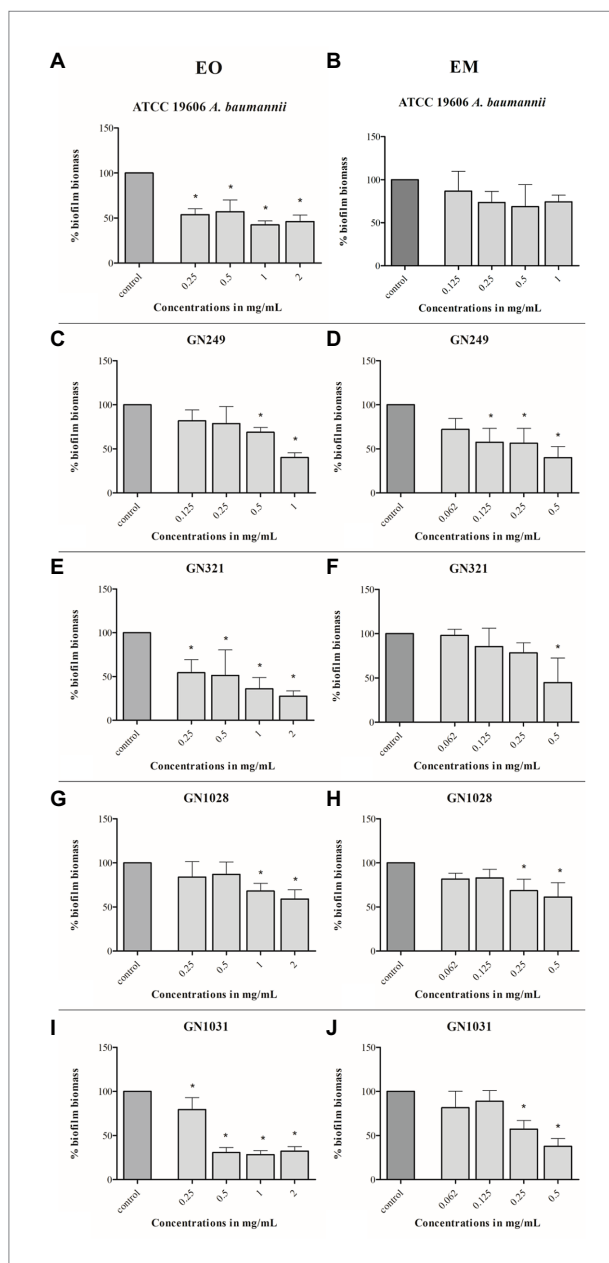 A
EO
B
EM
ATCC 19606 A. baumannii
ATCC 19606 A. baumannii
% biofilm biomass
150
100
50
0
*
*
*
*
control
0.25
0.5
1
2
Concentrations in mg/mL
% biofilm biomass
150
100
50
0
control
0.125
0.25
0.5
1
Concentrations in mg/mL
C
GN249
% biofilm biomass
150
100
50
0
*
*
control
0.125
0.25
0.5
1
Concentrations in mg/mL
D
GN249
% biofilm biomass
150
100
50
0
*
*
*
control
0.062
0.125
0.25
0.5
Concentrations in mg/mL
E
GN321
% biofilm biomass
150
100
50
0
*
*
*
*
control
0.25
0.5
1
2
Concentrations in mg/mL
F
GN321
% biofilm biomass
150
100
50
0
*
control
0.062
0.125
0.25
0.5
Concentrations in mg/mL
G
GN1028
% biofilm biomass
150
100
50
0
*
*
control
0.25
0.5
1
2
Concentrations in mg/mL
H
GN1028
% biofilm biomass
150
100
50
0
*
*
control
0.062
0.125
0.25
0.5
Concentrations in mg/mL
I
GN1031
% biofilm biomass
150
100
50
0
*
*
*
*
control
0.25
0.5
1
2
Concentrations in mg/mL
J
GN1031
% biofilm biomass
150
100
50
0
*
*
control
0.062
0.125
0.25
0.5
Concentrations in mg/mL